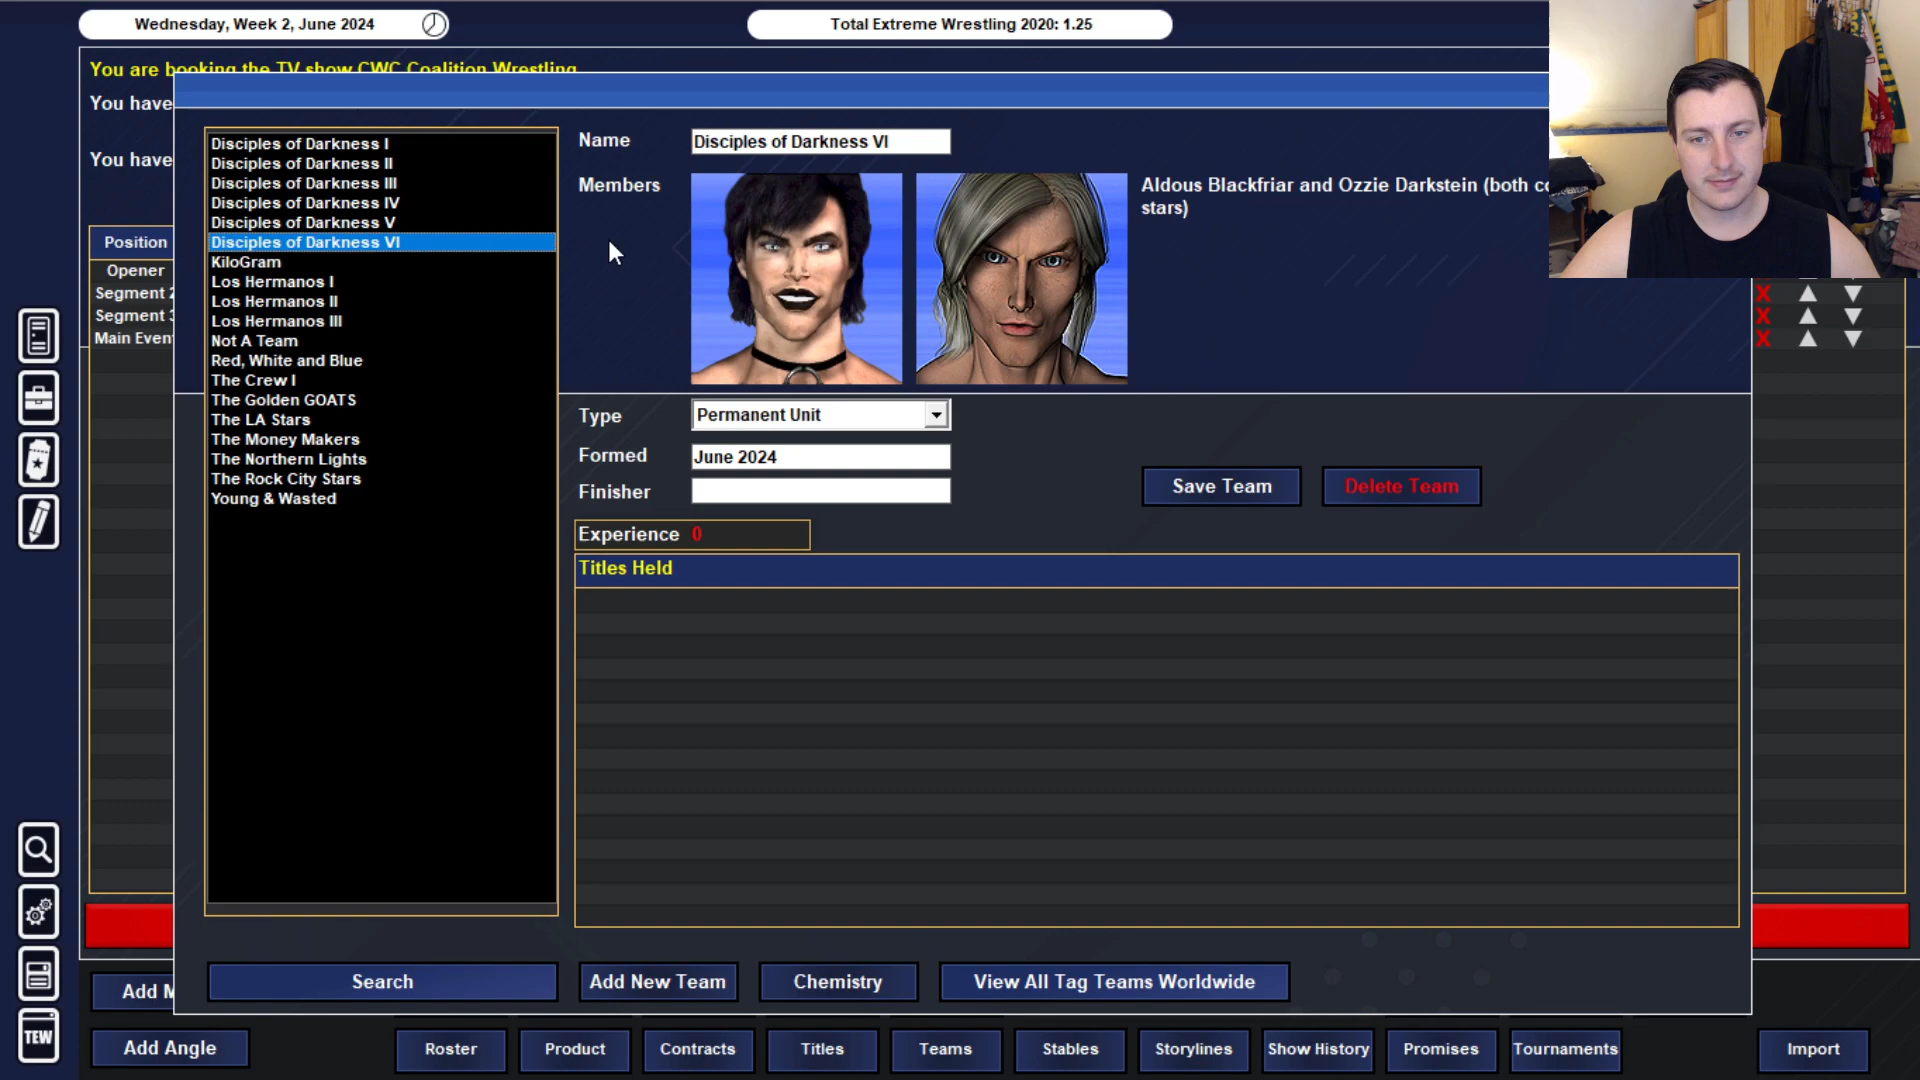 Wednesday, Week 2, June 2024
Total Extreme Wrestling 2020: 1.25
You are booking the TV show CWC Coalition Wrestling
You have
You have
Position
Opener
Segment 2
Segment 3
Main Even
Disciples of Darkness I
Disciples of Darkness II
Disciples of Darkness III
Disciples of Darkness IV
Disciples of Darkness V
Disciples of Darkness VI
KiloGram
Los Hermanos I
Los Hermanos II
Los Hermanos III
Not A Team
Red, White and Blue
The Crew I
The Golden GOATS
The LA Stars
The Money Makers
The Northern Lights
The Rock City Stars
Young & Wasted
Name
Disciples of Darkness VI
Members
Aldous Blackfriar and Ozzie Darkstein (both co
stars)
Type
Permanent Unit
Formed
June 2024
Finisher
Save Team
Delete Team
Experience 0
Titles Held
X
X
X
Search
Add New Team
Chemistry
View All Tag Teams Worldwide
Add M
Add Angle
Roster
Product
Contracts
Titles
Teams
Stables
Storylines
Show History
Promises
Tournaments
Import
TEW